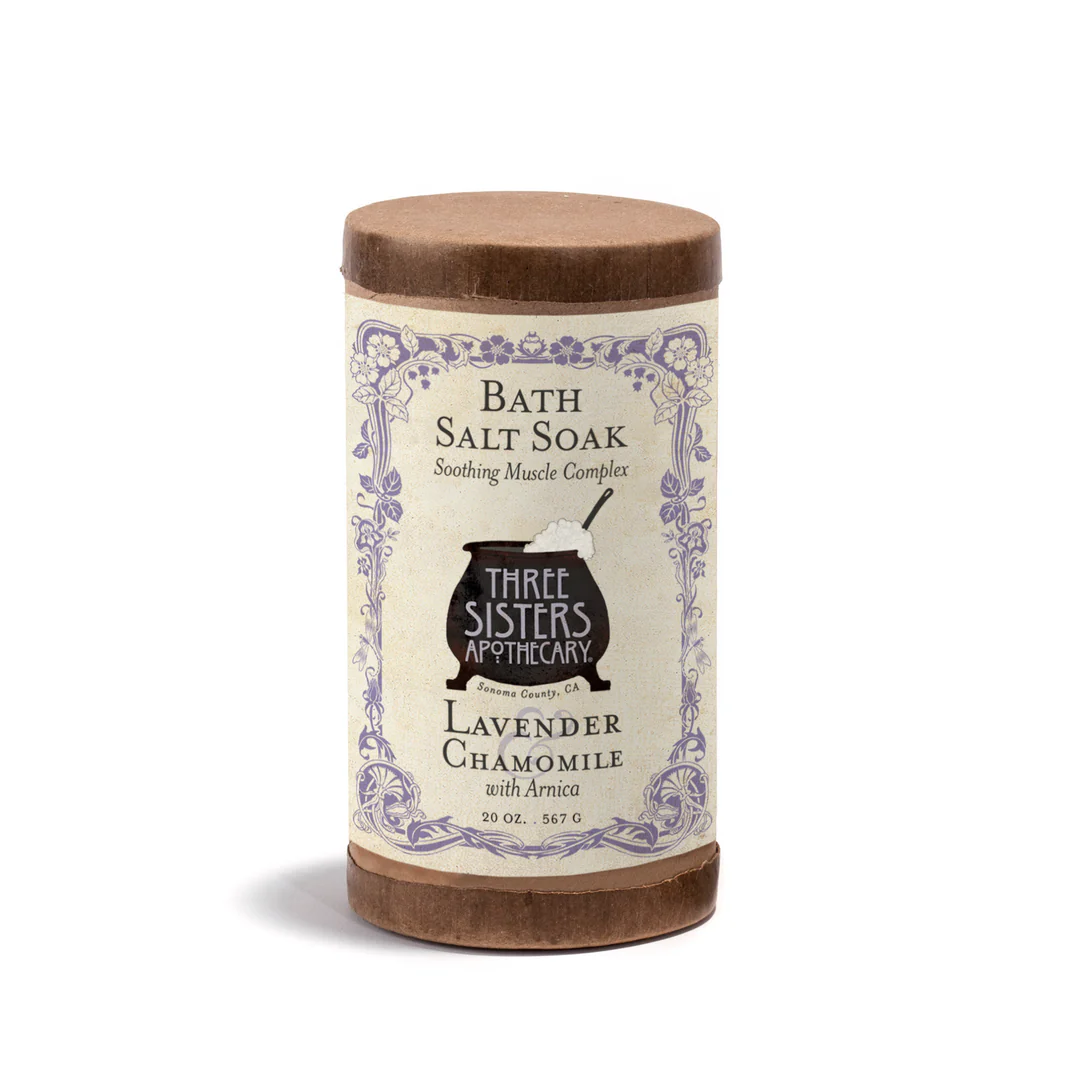 BATH
SALT SOAK
Soothing Muscle Complex
THREE
SISTERS
APOTHECARY®
Sonoma County, CA
LAVENDER
&
CHAMOMILE
with Arnica
20 OZ. . 567 G